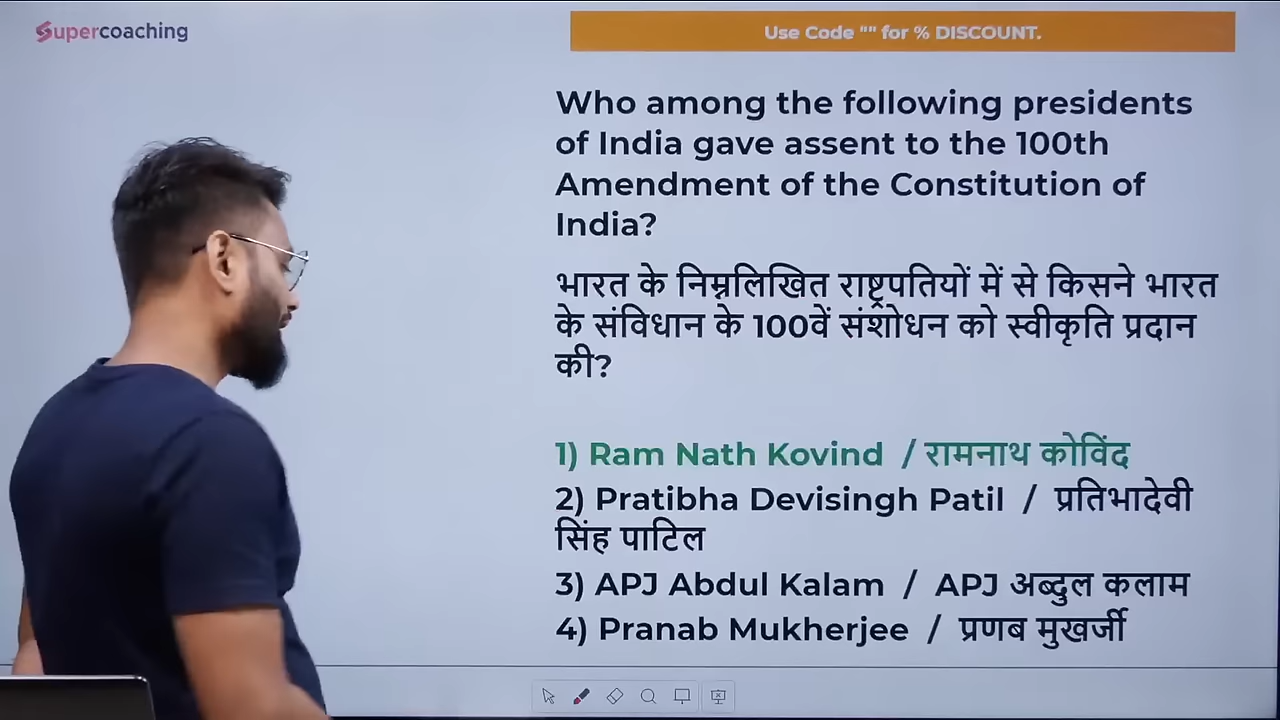 Supercoaching
Use Code "" for % DISCOUNT.
Who among the following presidents
of India gave assent to the 100th
Amendment of the Constitution of
India?
भारत के निम्नलिखित राष्ट्रपतियों में से किसने भारत
के संविधान के 100वें संशोधन को स्वीकृति प्रदान
की?
1) Ram Nath Kovind / रामनाथ कोविंद
2) Pratibha Devisingh Patil / प्रतिभादेवी
सिंह पाटिल
3) APJ Abdul Kalam / APJ अब्दुल कलाम
4) Pranab Mukherjee / प्रणब मुखर्जी